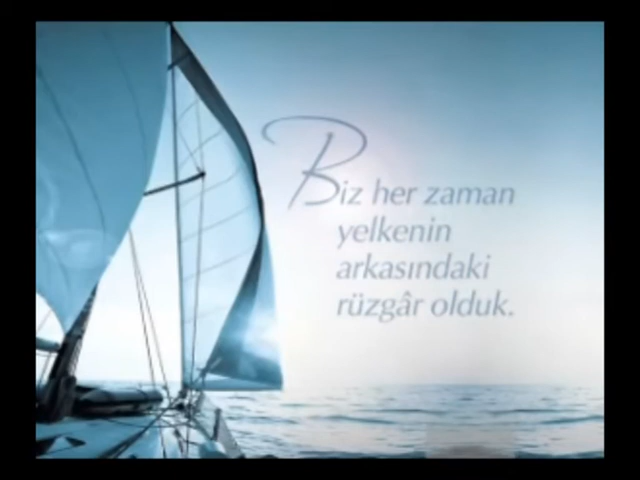 Biz her zaman
yelkenin
arkasındaki
rüzgâr olduk.